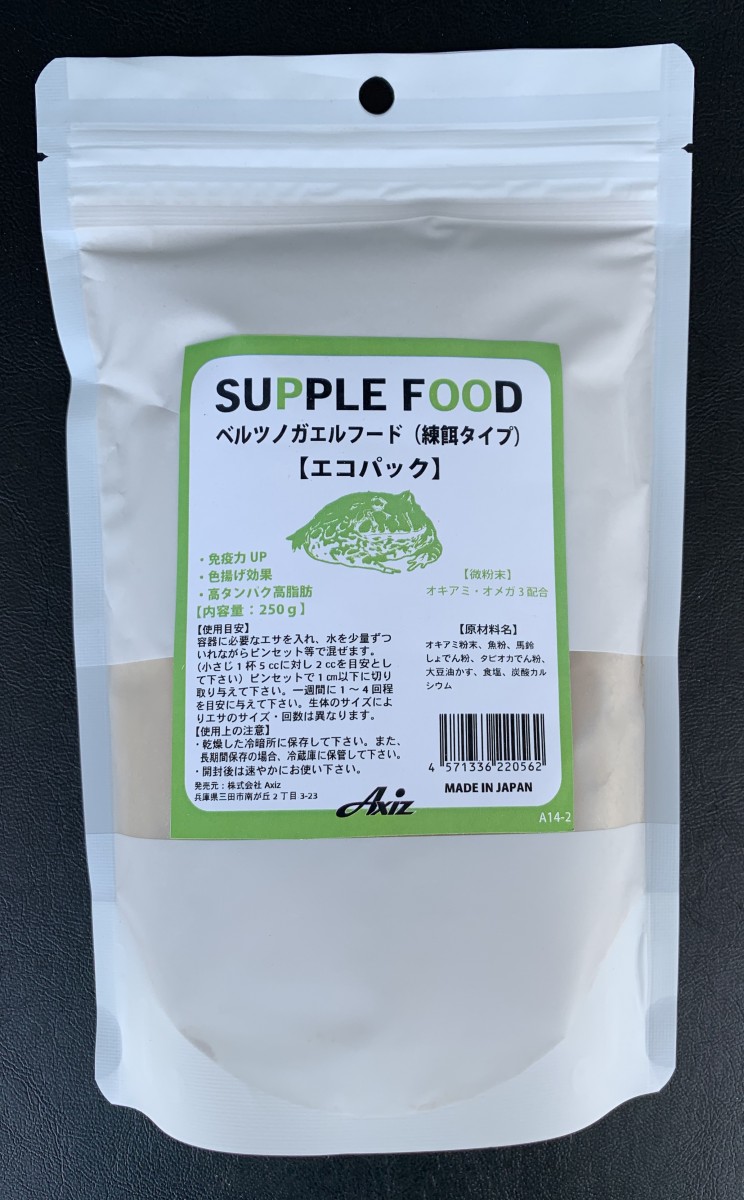 SUPPLE FOOD
ベルツノガエルフード（練餌タイプ）
【エコパック】
・免疫力 UP
・色揚げ効果
・高タンパク高脂肪
【内容量：250ｇ】
【微粉末】
オキアミ・オメガ 3 配合
【使用目安】
容器に必要なエサを入れ、水を少量ずつ
いれながらピンセット等で混ぜます。
（小さじ 1 杯 5 ㏄に対し 2 ㏄を目安とし
て下さい）ピンセットで 1 ㎝以下に切り
取り与えて下さい。一週間に 1 〜 4 回程
を目安に与えて下さい。生体のサイズによ
りエサのサイズ・回数は異なります。
【使用上の注意】
・乾燥した冷暗所に保存して下さい。また、
長期間保存の場合、冷蔵庫に保管して下さい。
・開封後は速やかにお使い下さい。
発売元：株式会社 Axiz
兵庫県三田市南が丘 2 丁目 3-23
【原材料名】
オキアミ粉末、魚粉、馬鈴
しょでん粉、タピオカでん粉、
大豆油かす、食塩、炭酸カル
シウム
4 571336 220562
MADE IN JAPAN
Axiz
A14-2